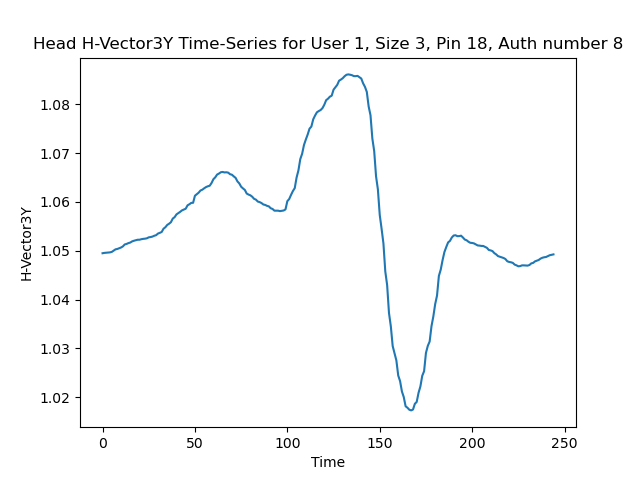 Head H-Vector3Y Time-Series for User 1, Size 3, Pin 18, Auth number 8
1.08
1.07
1.06
1.05
1.04
1.03
1.02
H-Vector3Y
0 50 100 150 200 250
Time